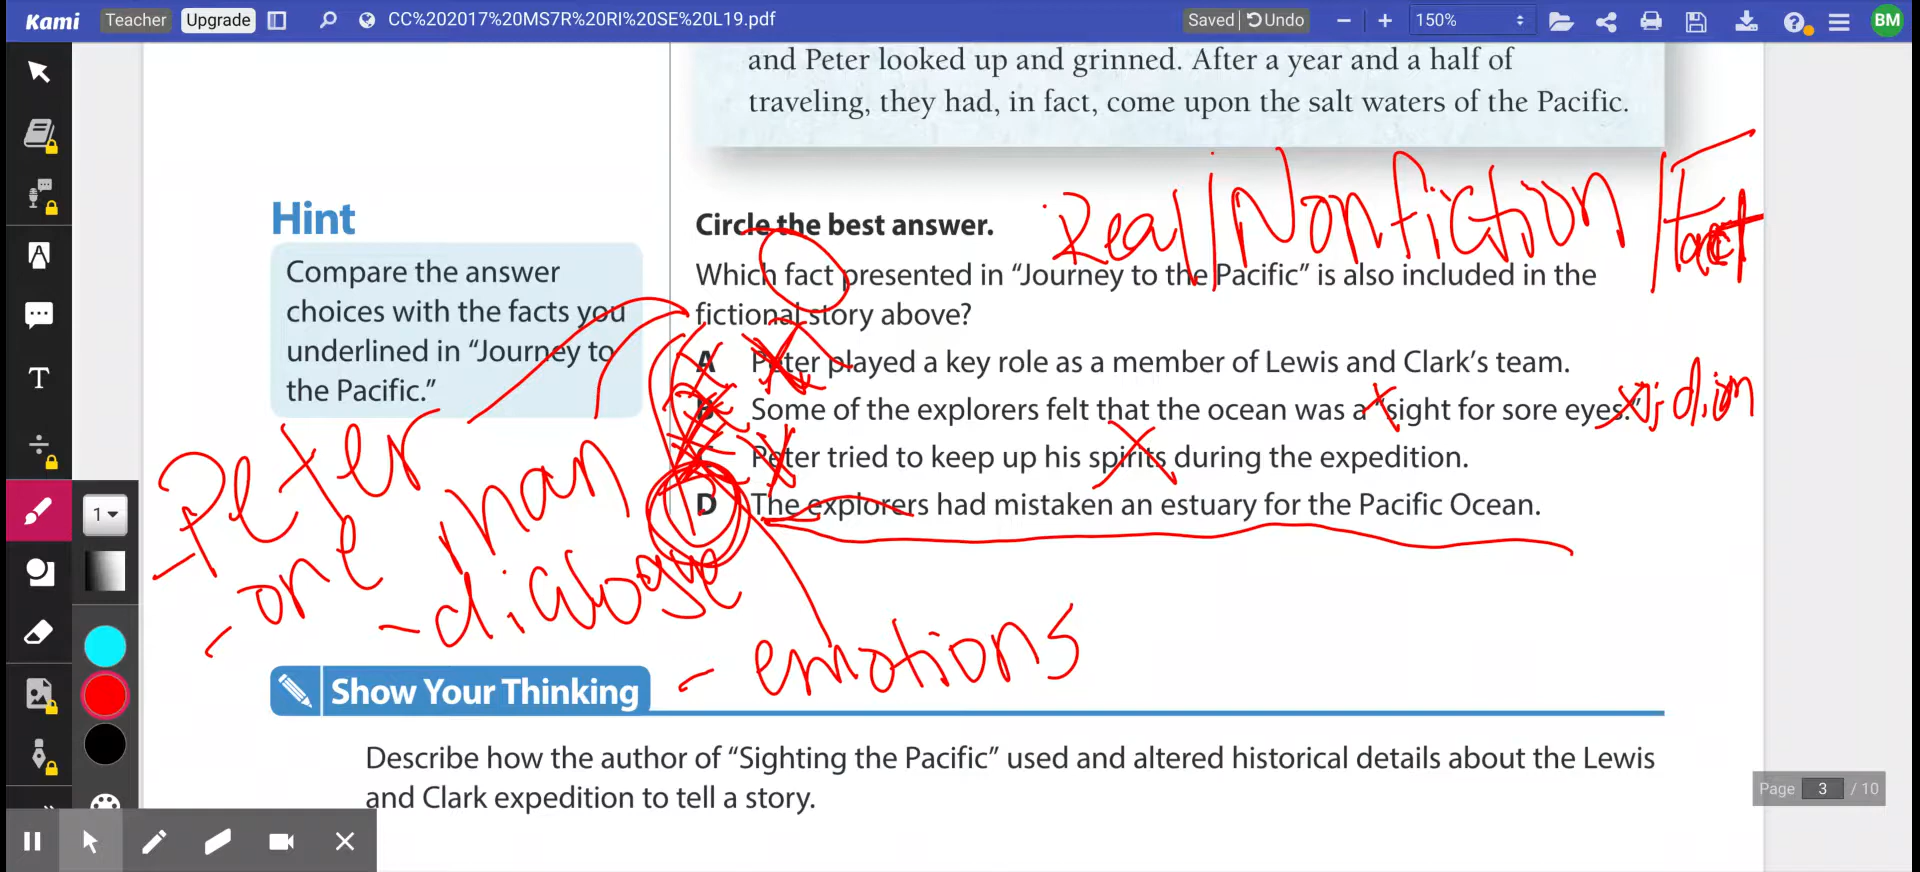 Kami Teacher Upgrade CC%202017%20MS7R%20RI%20SE%20L19.pdf Saved Undo 150% BM
and Peter looked up and grinned. After a year and a half of
traveling, they had, in fact, come upon the salt waters of the Pacific.
Real/Nonfiction/Fact
Hint
Compare the answer
choices with the facts you
underlined in “Journey to
the Pacific.”
Circle the best answer.
Which fact presented in “Journey to the Pacific” is also included in the
fictional story above?
A Peter played a key role as a member of Lewis and Clark’s team.
B Some of the explorers felt that the ocean was a “sight for sore eyes.”
Peter tried to keep up his spirits during the expedition.
D The explorers had mistaken an estuary for the Pacific Ocean.
-Peter
-one man
-dialogue
-emotions
Show Your Thinking
Describe how the author of “Sighting the Pacific” used and altered historical details about the Lewis
and Clark expedition to tell a story.
Page 3 / 10
1
T